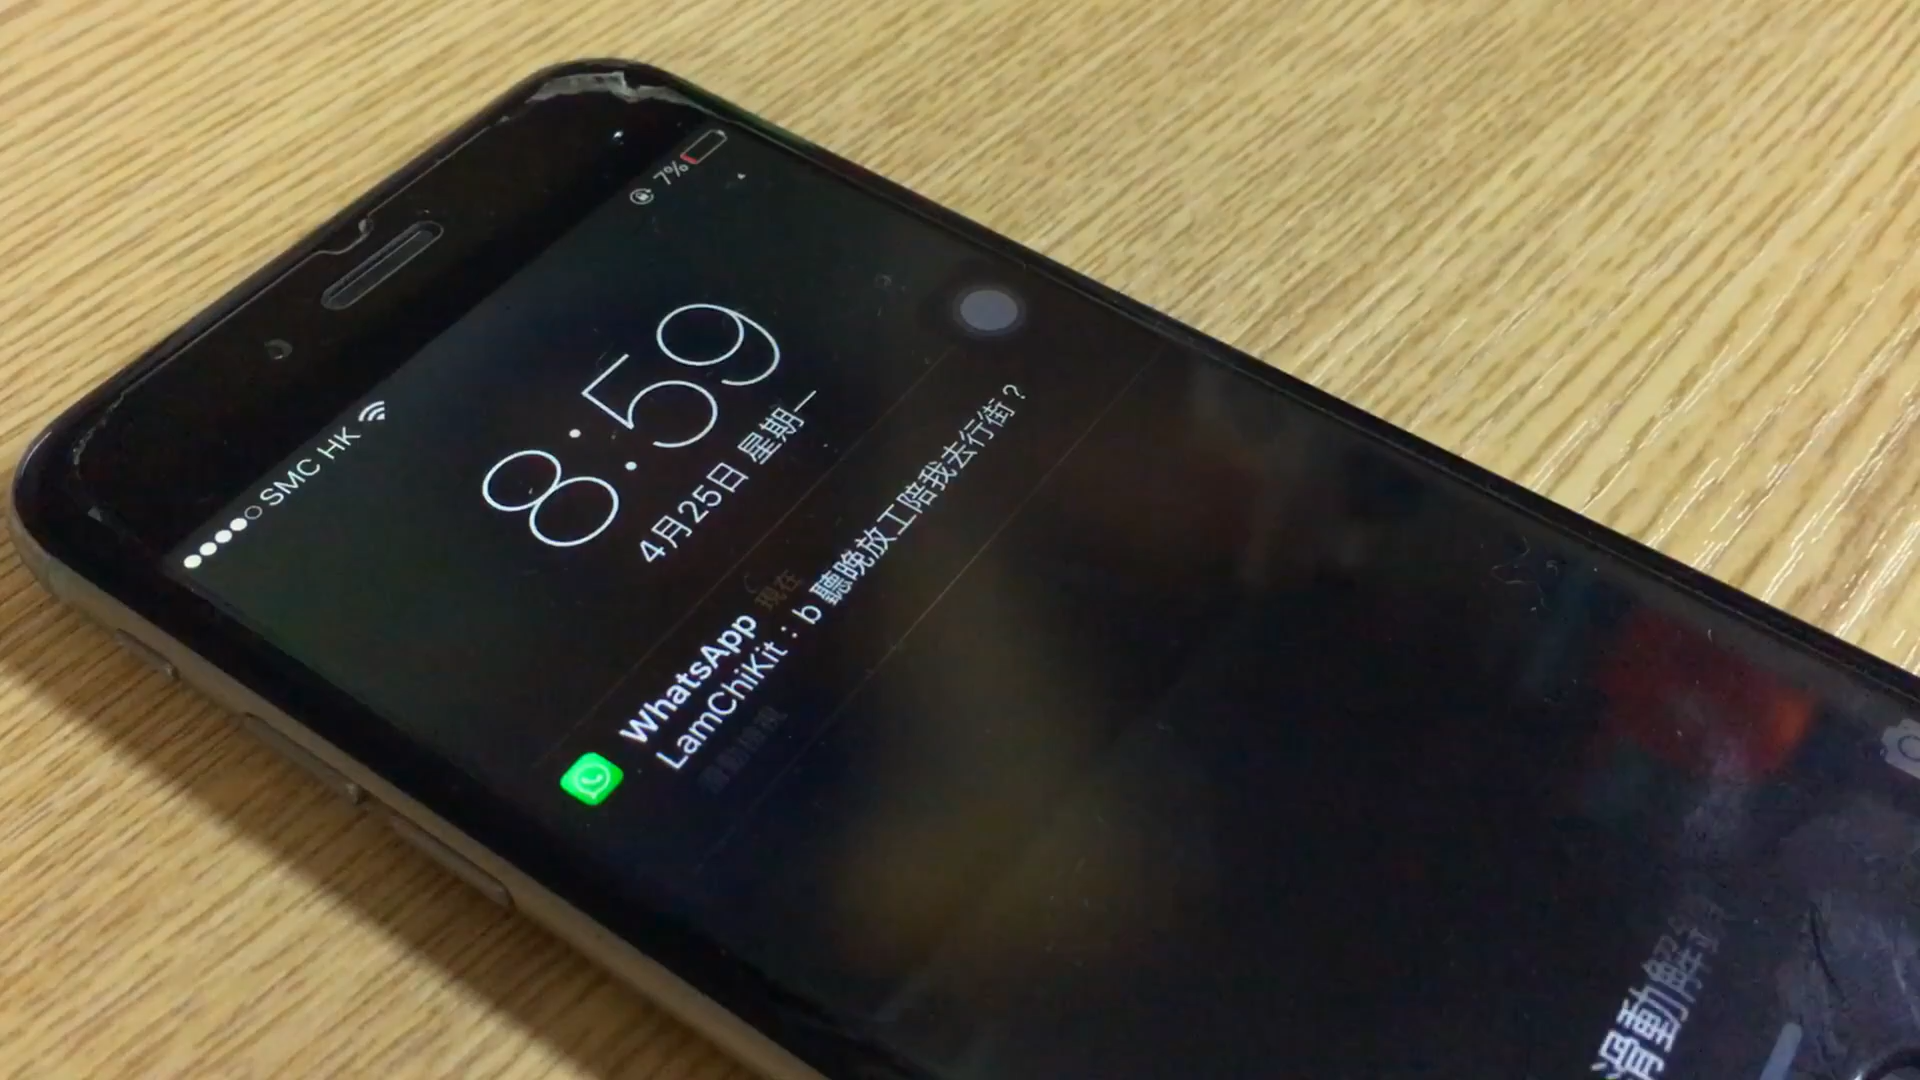 SMC HK
7%
8:59
4月25日 星期一
WhatsApp 現在
LamChiKit：b 聽晚放工陪我去行街？
滑動解